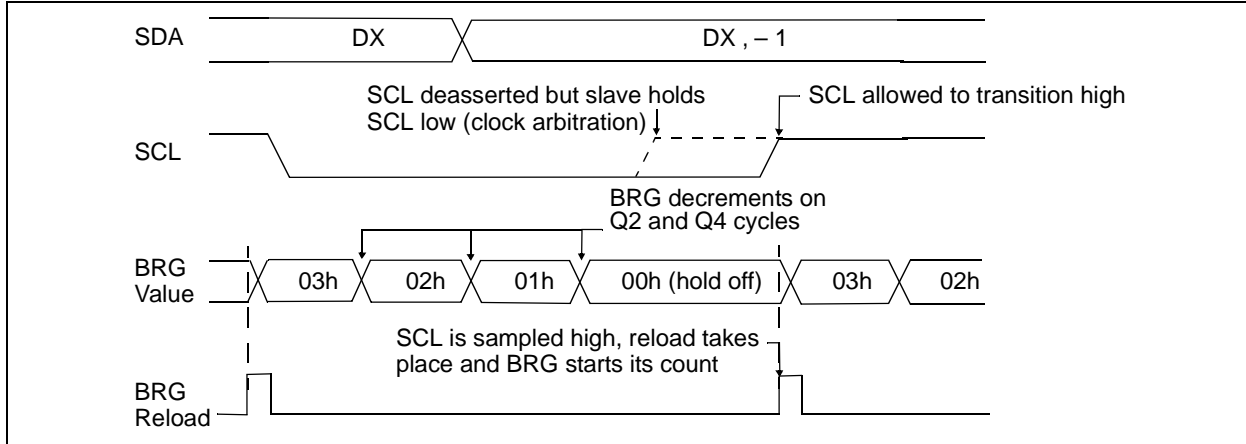 SDA
DX
DX , – 1
SCL deasserted but slave holds
SCL low (clock arbitration)
SCL allowed to transition high
SCL
BRG decrements on
Q2 and Q4 cycles
BRG
Value
03h
02h
01h
00h (hold off)
03h
02h
SCL is sampled high, reload takes
place and BRG starts its count
BRG
Reload